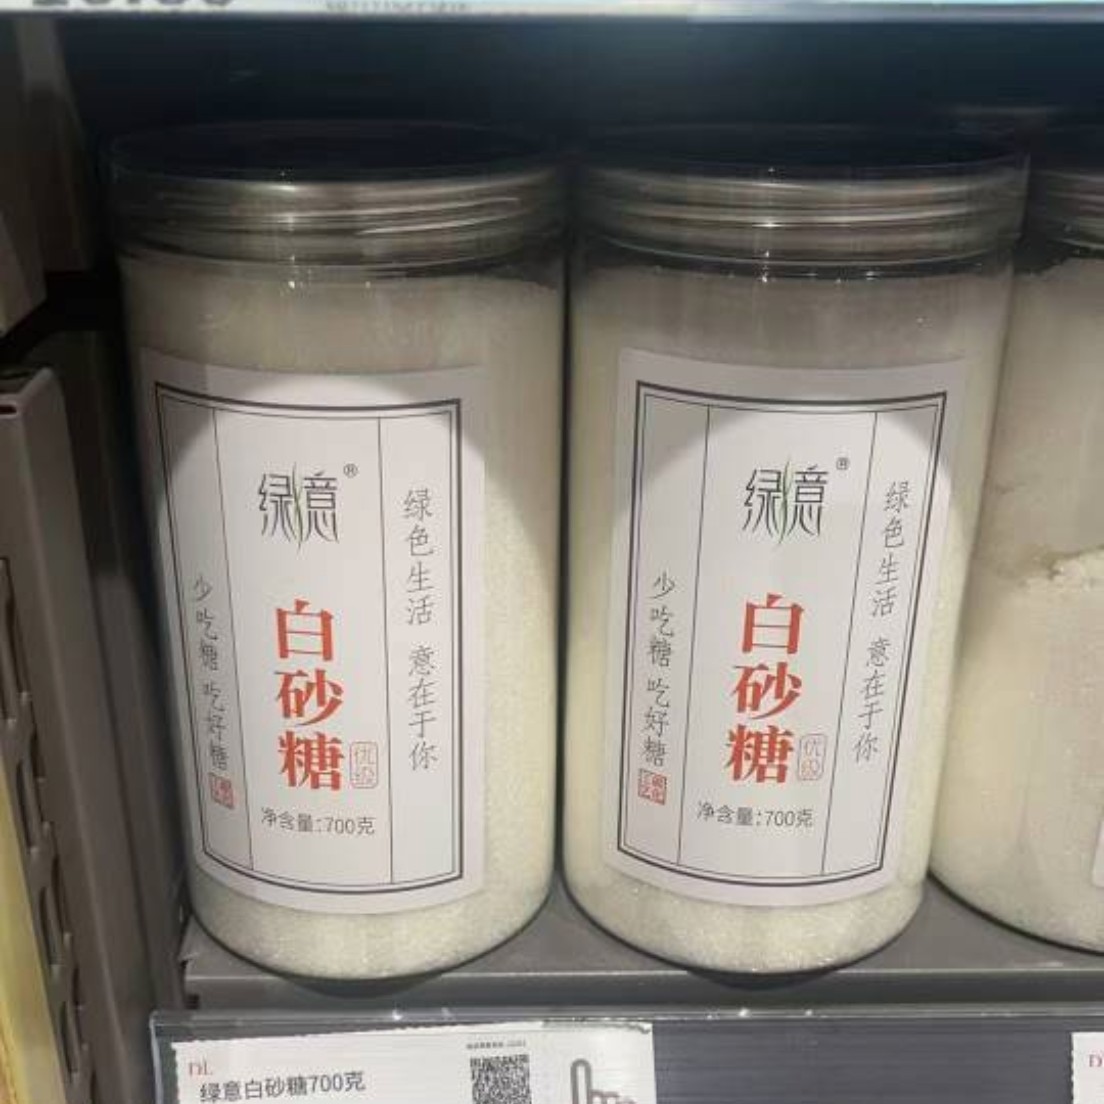 绿意®
绿色生活 意在于你
白砂糖
优级
少吃糖 吃好糖
净含量:700克
绿意®
绿色生活 意在于你
白砂糖
优级
少吃糖 吃好糖
净含量:700克
DL
绿意白砂糖700克
D